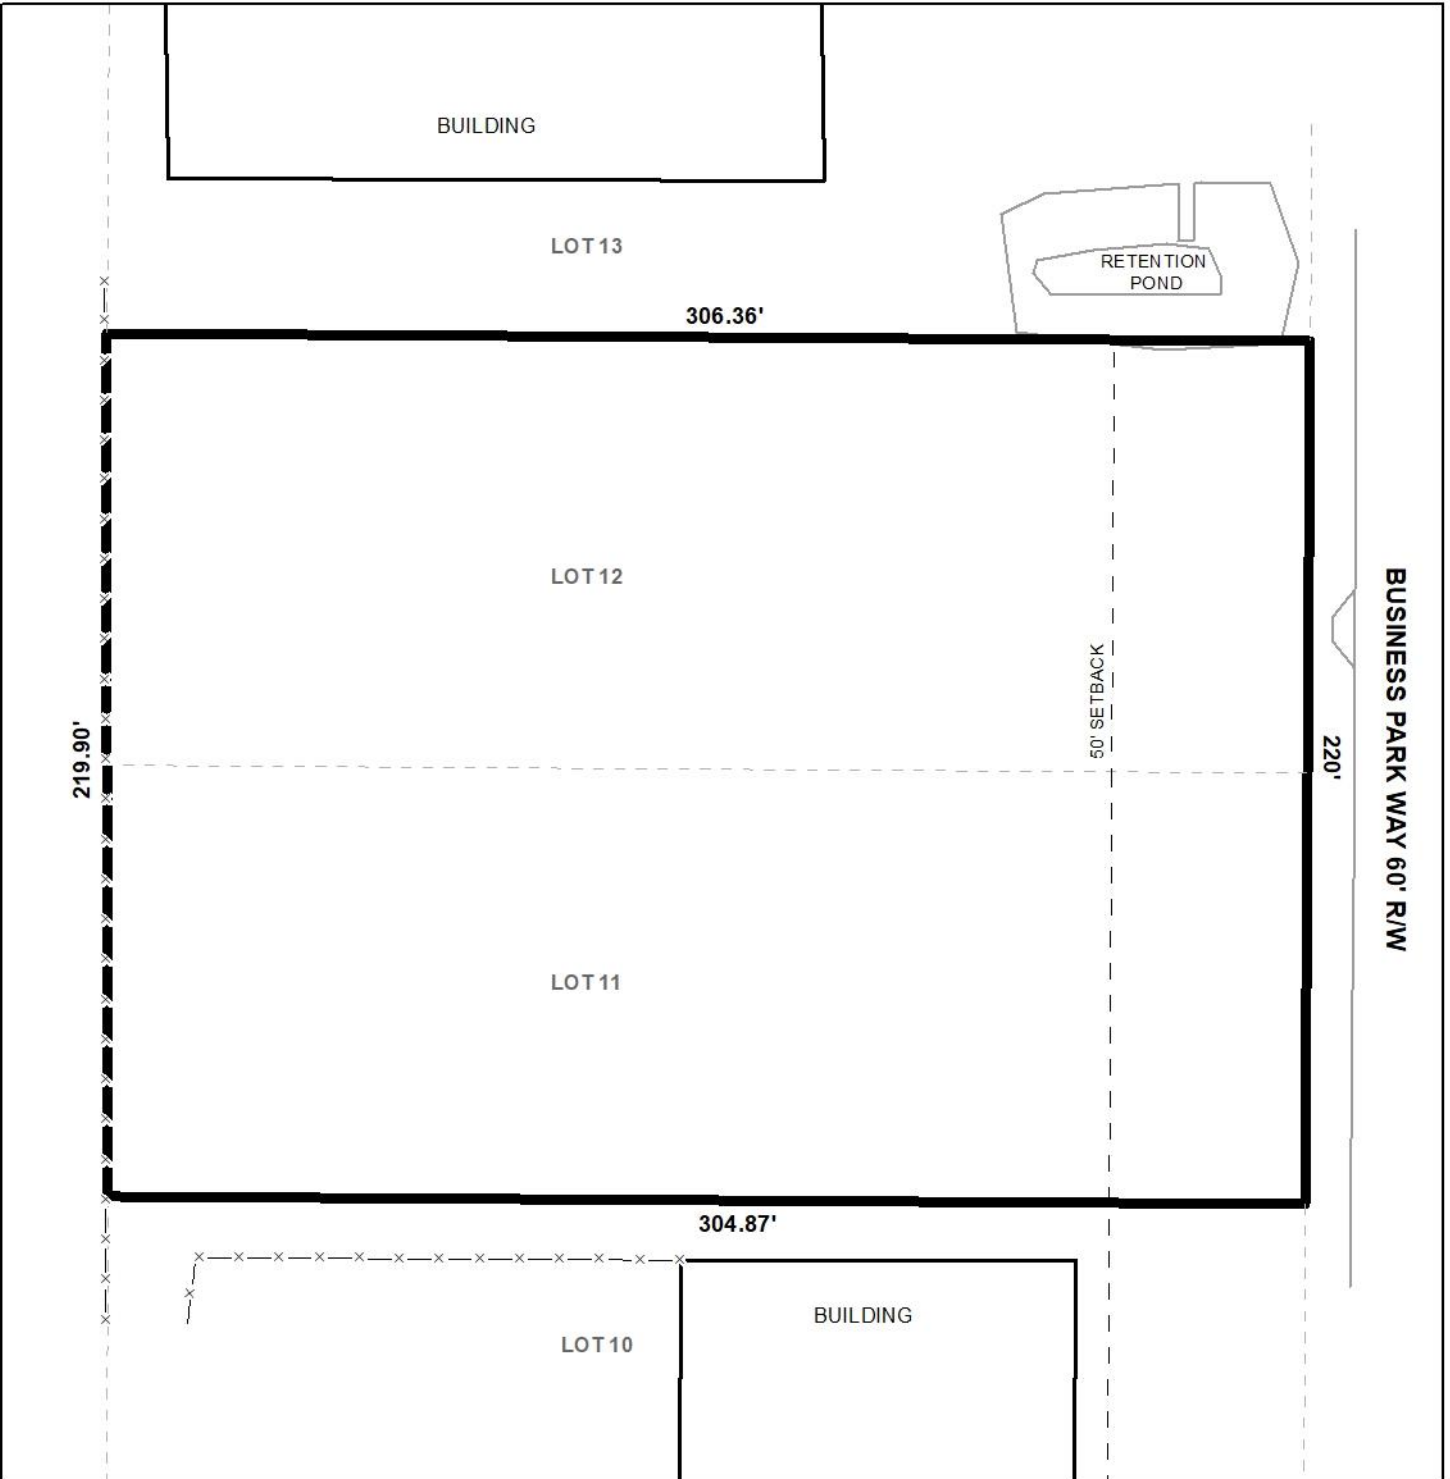 BUILDING
LOT 13
RETENTION
POND
306.36'
LOT 12
50' SETBACK
219.90'
220'
BUSINESS PARK WAY 60' R/W
LOT 11
304.87'
BUILDING
LOT 10